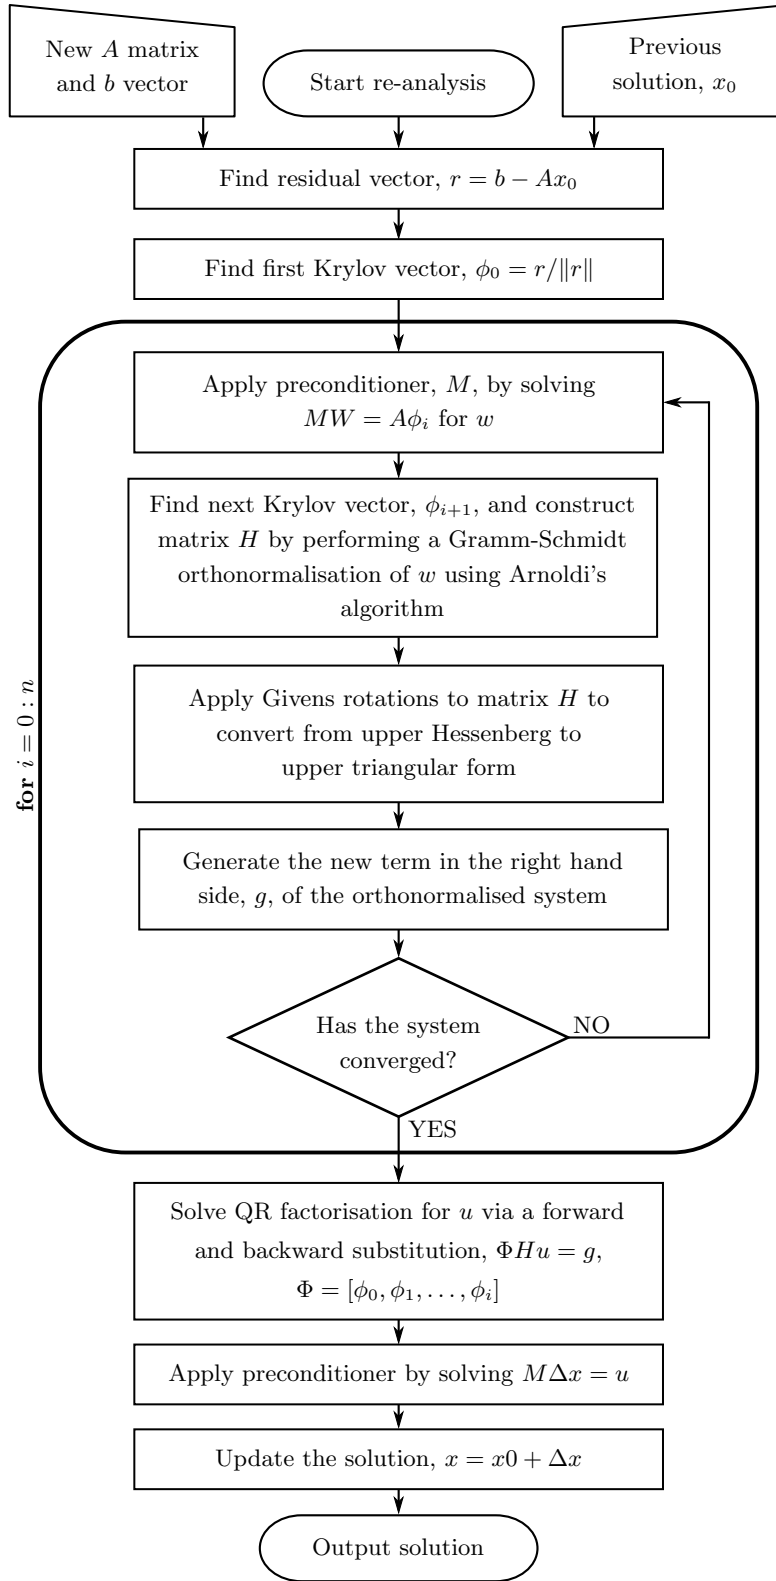 New A matrix
and b vector
Start re-analysis
Previous
solution, x₀
Find residual vector, r = b − Ax₀
Find first Krylov vector, ϕ₀ = r/‖r‖
for i = 0 : n
Apply preconditioner, M, by solving
MW = Aϕᵢ for w
Find next Krylov vector, ϕᵢ₊₁, and construct
matrix H by performing a Gramm-Schmidt
orthonormalisation of w using Arnoldi's
algorithm
Apply Givens rotations to matrix H to
convert from upper Hessenberg to
upper triangular form
Generate the new term in the right hand
side, g, of the orthonormalised system
Has the system
converged?
NO
YES
Solve QR factorisation for u via a forward
and backward substitution, ΦHu = g,
Φ = [ϕ₀, ϕ₁, . . . , ϕᵢ]
Apply preconditioner by solving MΔx = u
Update the solution, x = x0 + Δx
Output solution